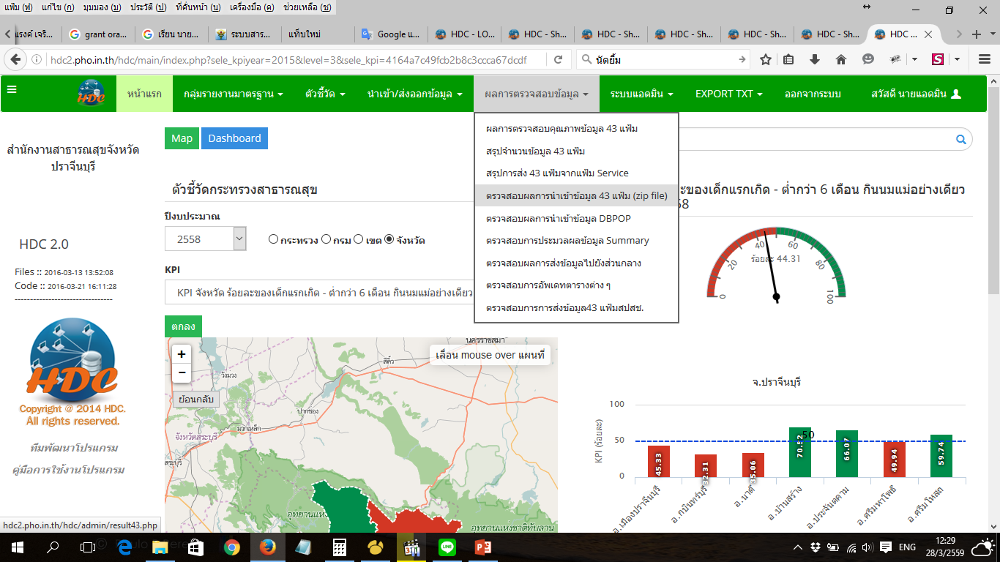 แฟ้ม (ฟ) แก้ไข (ก) มุมมอง (ม) ประวัติ (ป) ที่คั่นหน้า (น) เครื่องมือ (ค) ช่วยเหลือ (ช)
แรงค์ เจริ... grant ora... เรียน นาย... ระบบสาร... แท็บใหม่ Google แ... HDC - LO... HDC - Sh... HDC - Sh... HDC - Sh... HDC - Sh... HDC - Sh... HDC ...
hdc2.pho.in.th/hdc/main/index.php?sele_kpiyear=2015&level=3&sele_kpi=4164a7c49fcb2b8c3ccca67dcdf
นัดยิ้ม
HDC
หน้าแรก กลุ่มรายงานมาตรฐาน ตัวชี้วัด นำเข้า/ส่งออกข้อมูล ผลการตรวจสอบข้อมูล ระบบแอดมิน EXPORT TXT ออกจากระบบ สวัสดี นายแอดมิน
ผลการตรวจสอบคุณภาพข้อมูล 43 แฟ้ม
สรุปจำนวนข้อมูล 43 แฟ้ม
สรุปการส่ง 43 แฟ้มจากแฟ้ม Service
ตรวจสอบผลการนำเข้าข้อมูล 43 แฟ้ม (zip file)
ตรวจสอบผลการนำเข้าข้อมูล DBPOP
ตรวจสอบการประมวลผลข้อมูล Summary
ตรวจสอบผลการส่งข้อมูลไปยังส่วนกลาง
ตรวจสอบการอัพเดทตารางต่าง ๆ
ตรวจสอบการการส่งข้อมูล43 แฟ้มสปสช.
สำนักงานสาธารณสุขจังหวัด
ปราจีนบุรี
HDC 2.0
Files :: 2016-03-13 13:52:08
Code :: 2016-03-21 16:11:28
--------------------------------
HDC
Copyright @ 2014 HDC.
All rights reserved.
ทีมพัฒนาโปรแกรม
คู่มือการใช้งานโปรแกรม
Map Dashboard
ตัวชี้วัดกระทรวงสาธารณสุข
ปีงบประมาณ
2558 กระทรวง กรม เขต จังหวัด
KPI
KPI จังหวัด ร้อยละของเด็กแรกเกิด - ต่ำกว่า 6 เดือน กินนมแม่อย่างเดียว
ตกลง
+
−
ย้อนกลับ
เลื่อน mouse over แผนที่
นครราชสีมา
สีคิ้ว
วังม่วง
ปากช่อง
มวกเหล็ก
จังหวัดสระบุรี
สระบุรี
อุทยานแห่ง
อุทยานแห่งชาติทับลาน
ะของเด็กแรกเกิด - ต่ำกว่า 6 เดือน กินนมแม่อย่างเดียว
58
0 20 40 60 80 100
ร้อยละ 44.31
จ.ปราจีนบุรี
KPI (ร้อยละ)
100
50
0
50
45.33 32.31 35.06 70.52 66.07 49.94 59.74
อ.เมืองปราจีนบุรี อ.กบินทร์บุรี อ.นาดี อ.บ้านสร้าง อ.ประจันตคาม อ.ศรีมหาโพธิ์ อ.ศรีมโหสถ
hdc2.pho.in.th/hdc/admin/result43.php
ENG
12:29
28/3/2559